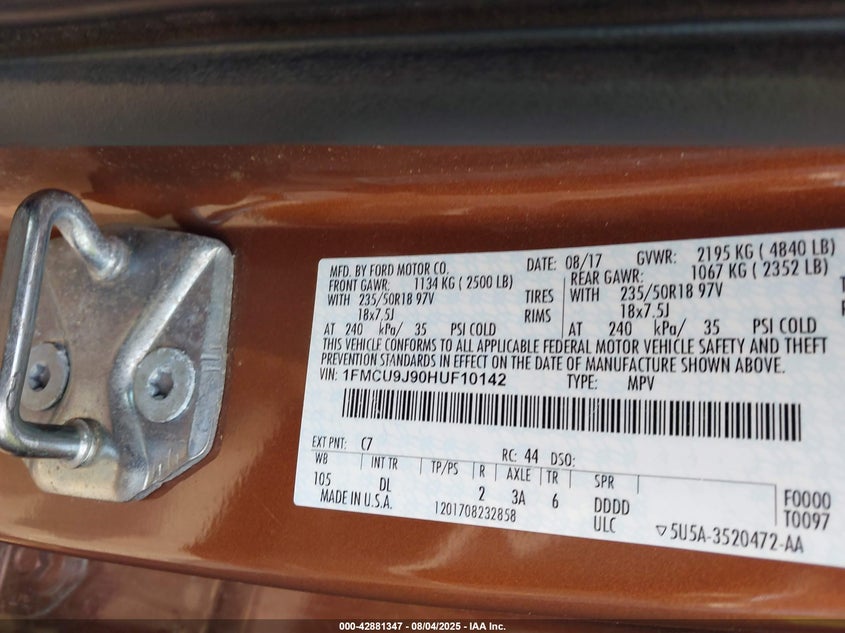 MFD. BY FORD MOTOR CO. DATE: 08/17 GVWR: 2195 KG ( 4840 LB)
FRONT GAWR: 1134 KG ( 2500 LB) REAR GAWR: 1067 KG ( 2352 LB)
WITH 235/50R18 97V TIRES WITH 235/50R18 97V
18x7.5J RIMS 18x7.5J
AT 240 kPa/ 35 PSI COLD AT 240 kPa/ 35 PSI COLD
THIS VEHICLE CONFORMS TO ALL APPLICABLE FEDERAL MOTOR VEHICLE SAFETY AND THEFT
PREVENTION STANDARDS IN EFFECT ON THE DATE OF MANUFACTURE SHOWN ABOVE.
VIN: 1FMCU9J90HUF10142 TYPE: MPV
EXT PNT: C7 RC: 44 DSO:
WB INT TR TP/PS R AXLE TR SPR
105 DL 2 3A 6 DDDD F0000
MADE IN U.S.A. 1201708232858 ULC T0097
▽5U5A-3520472-AA
000-42881347 - 08/04/2025 - IAA Inc.